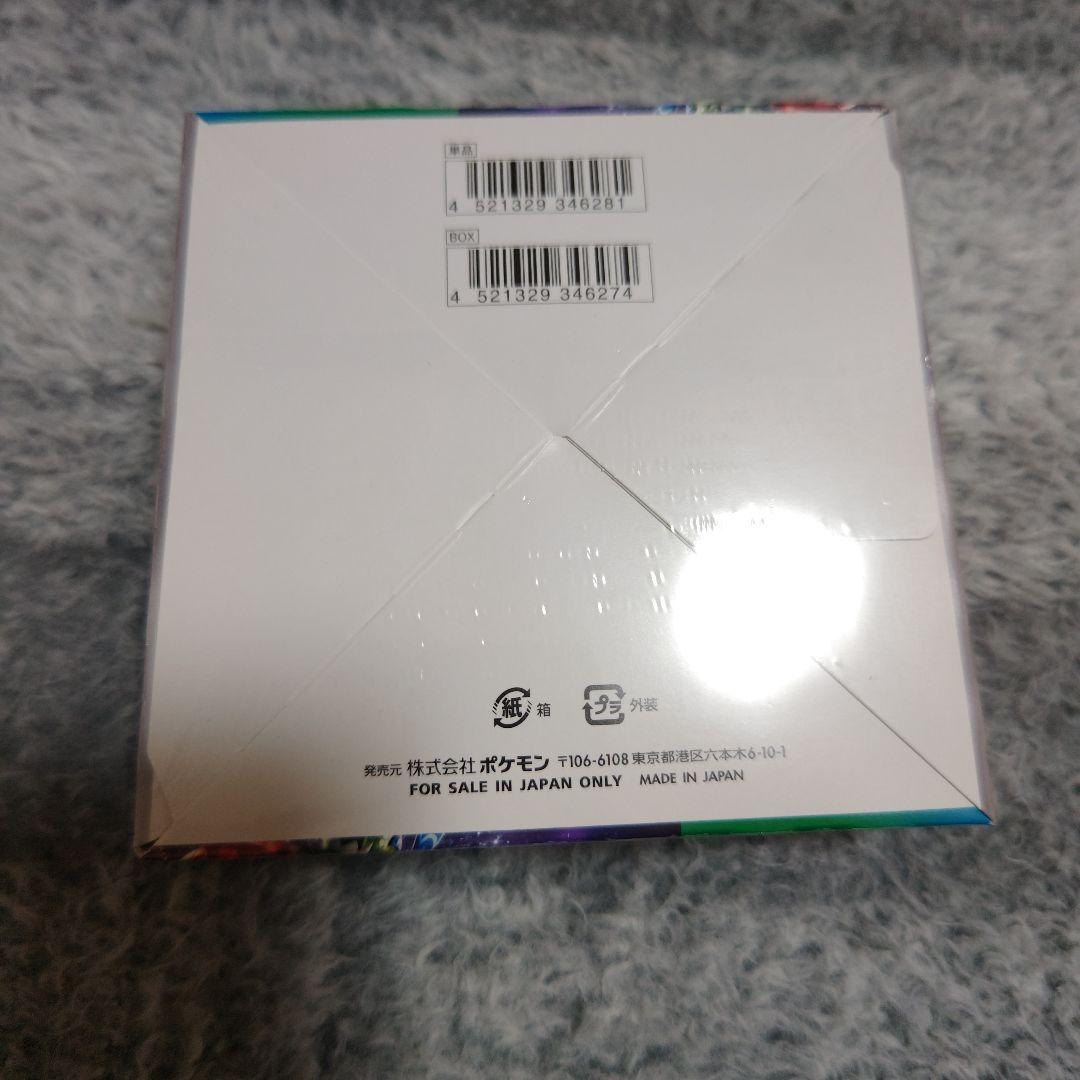 単品
4 521329 346281
BOX
4 521329 346274
紙 箱 プラ 外装
発売元 株式会社 ポケモン 〒106-6108 東京都港区六本木6-10-1
FOR SALE IN JAPAN ONLY MADE IN JAPAN